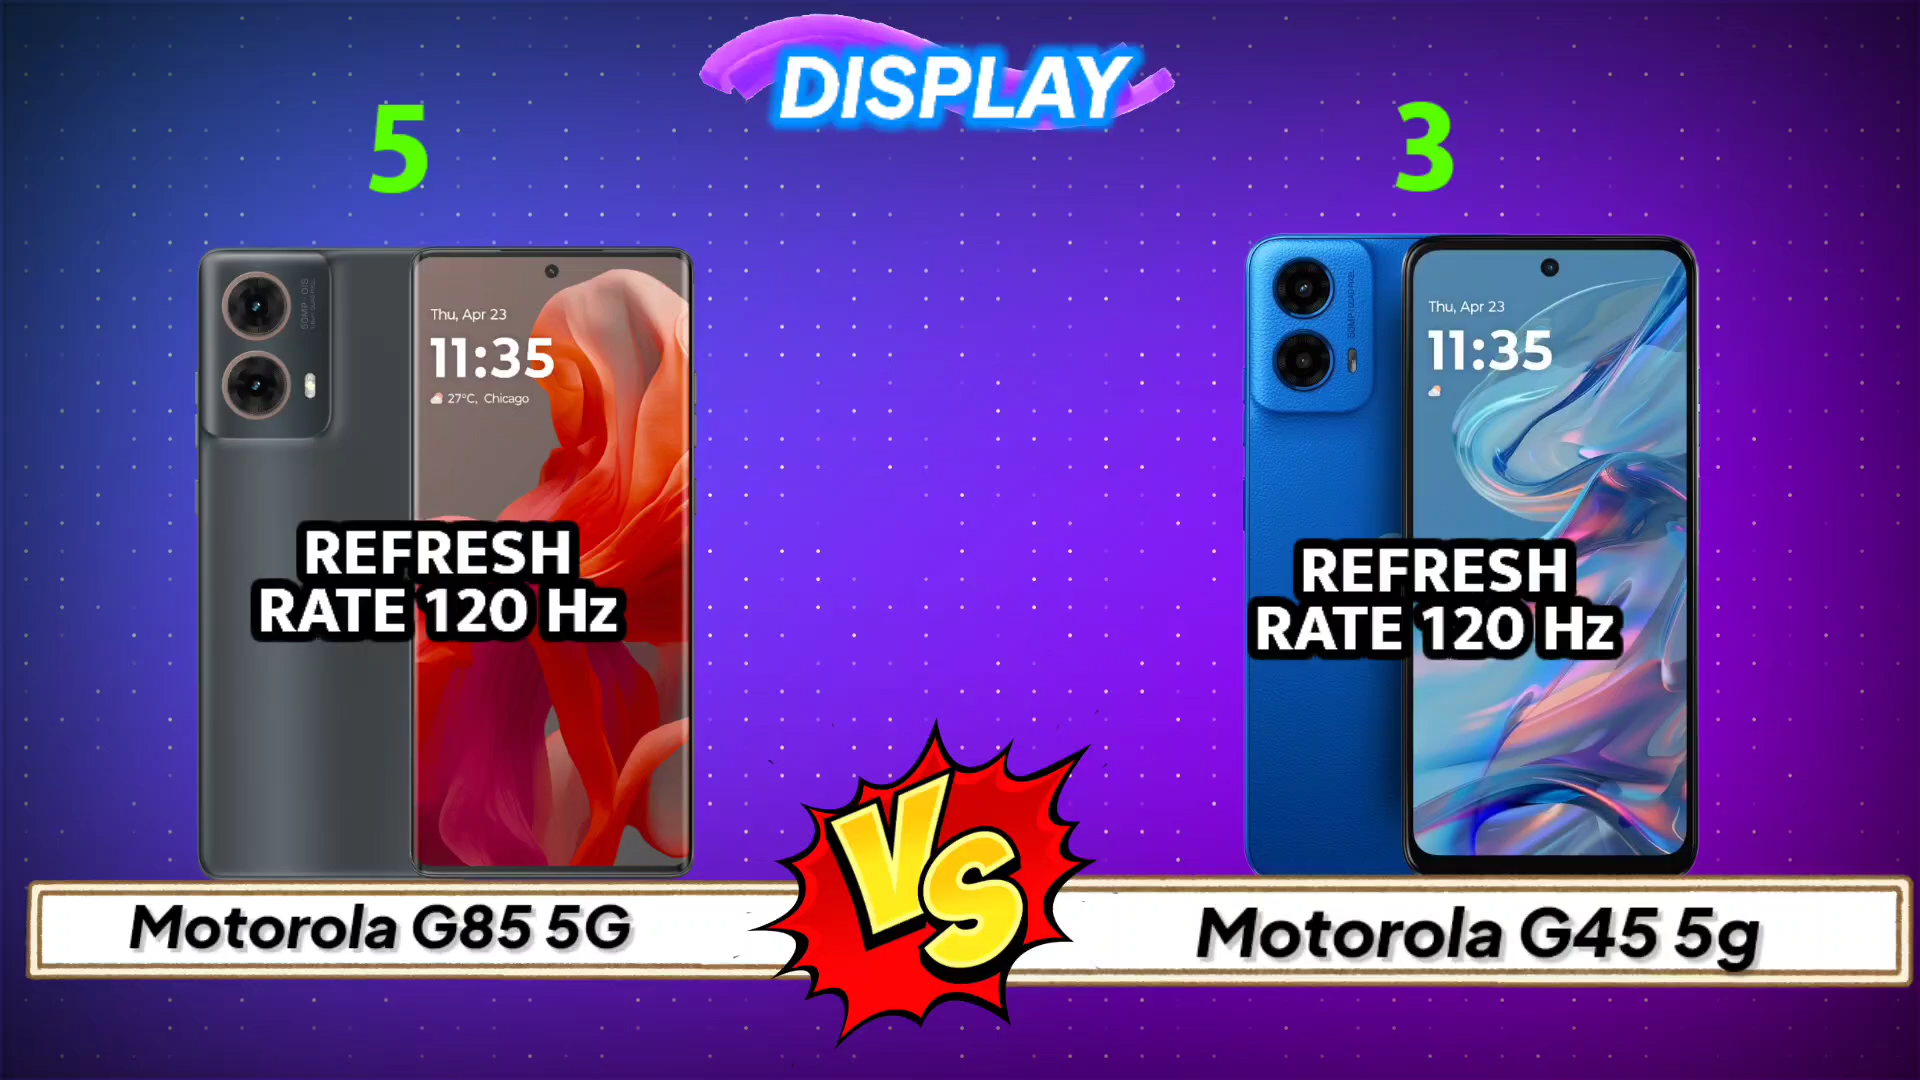 DISPLAY
5
3
Thu, Apr 23
11:35
27°C, Chicago
Thu, Apr 23
11:35
REFRESH
RATE 120 Hz
REFRESH
RATE 120 Hz
VS
Motorola G85 5G
Motorola G45 5g